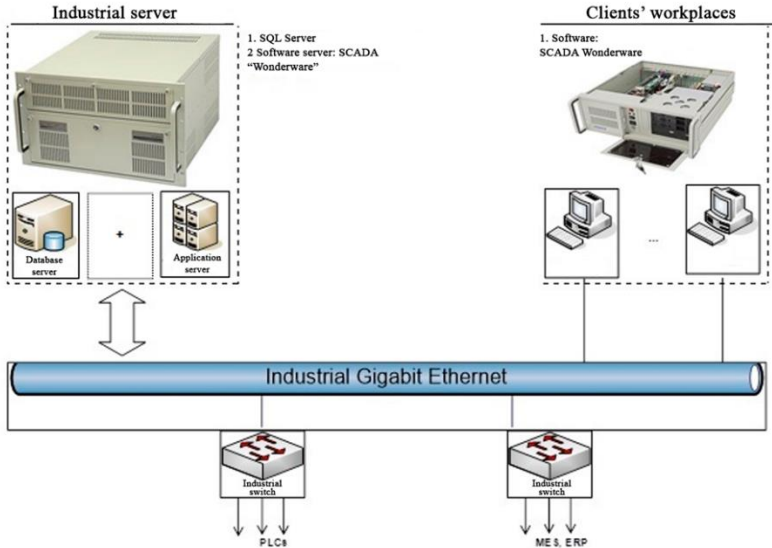 Industrial server
Clients’ workplaces
1. SQL Server
2 Software server: SCADA
“Wonderware”
1. Software:
SCADA Wonderware
Database
server
+
Application
server
...
Industrial Gigabit Ethernet
Industrial
switch
Industrial
switch
PLCs
MES, ERP